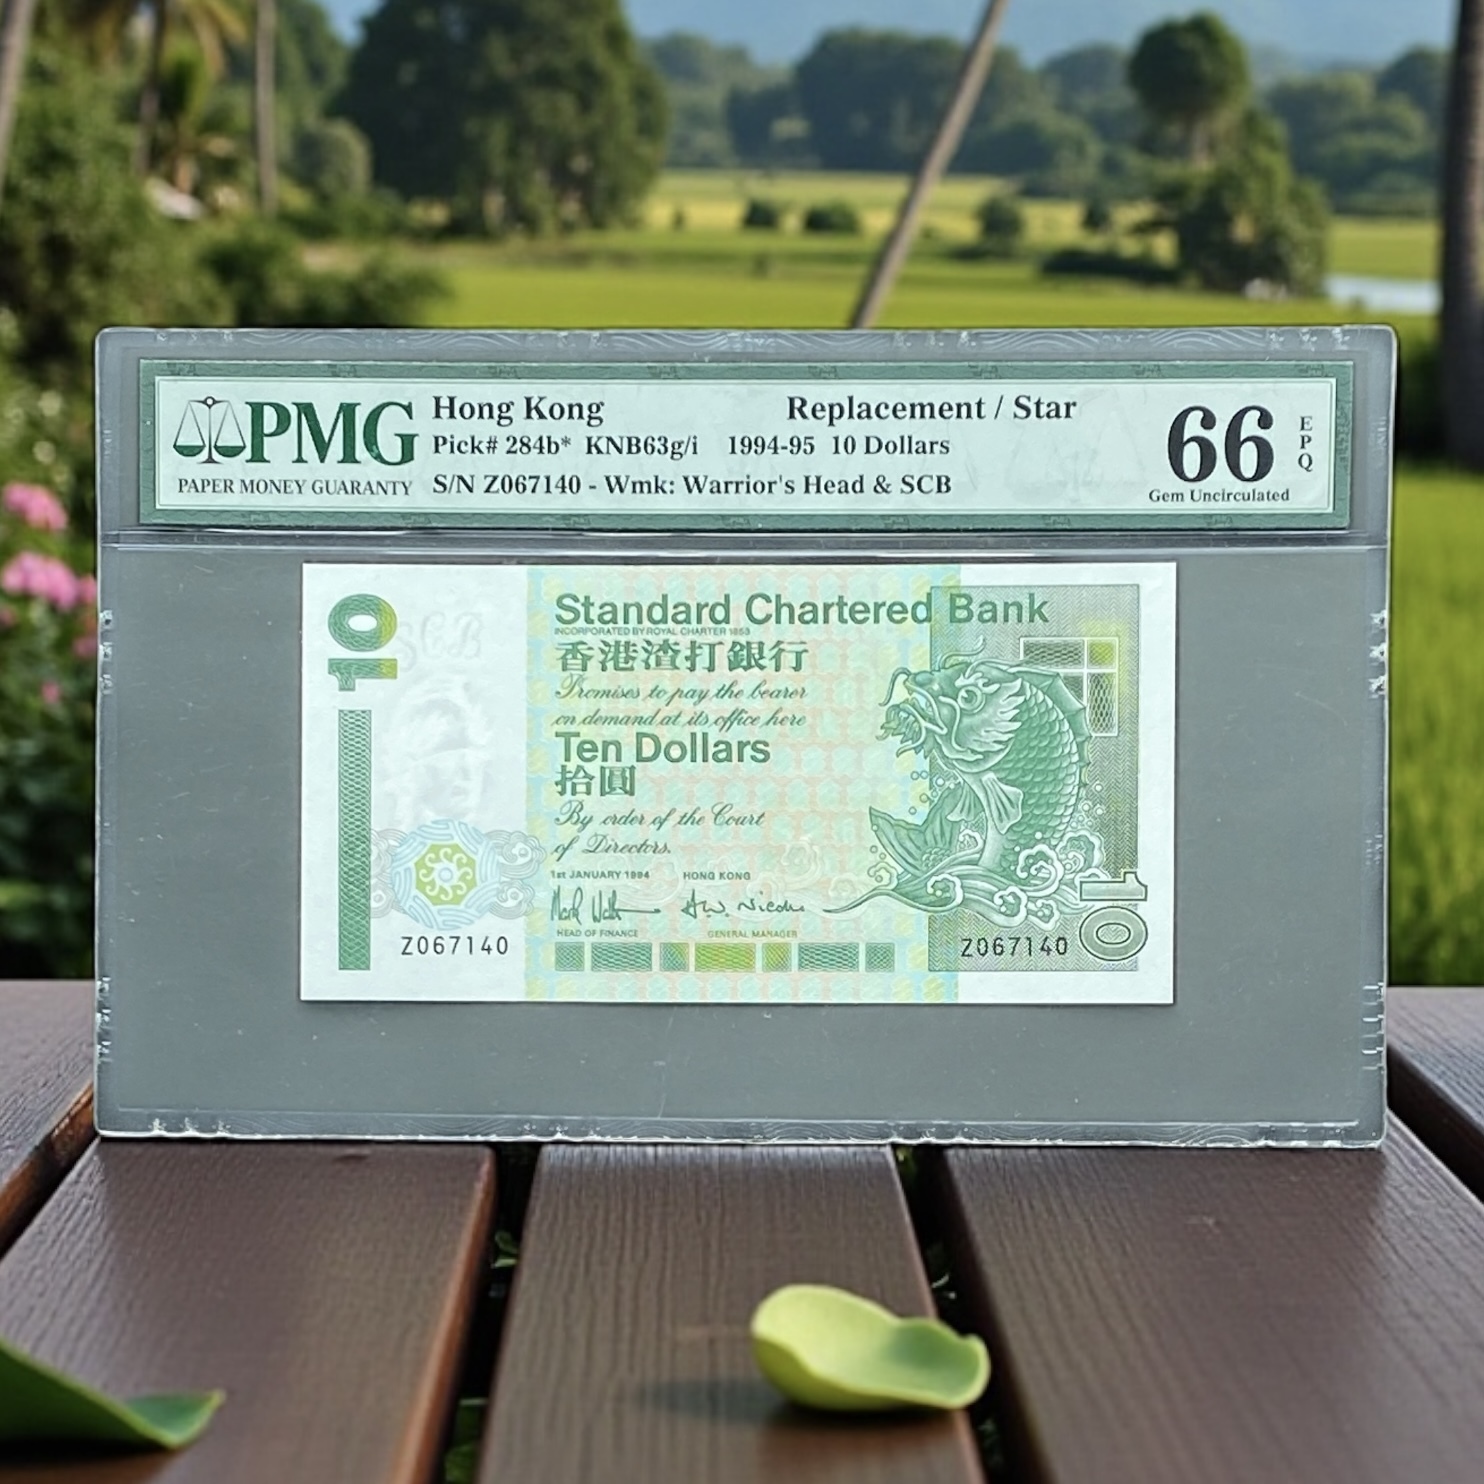 PMG
PAPER MONEY GUARANTY
Hong Kong Replacement / Star
Pick# 284b* KNB63g/i 1994-95 10 Dollars
S/N Z067140 - Wmk: Warrior's Head & SCB
66
EPQ
Gem Uncirculated
10
SCB
Standard Chartered Bank
INCORPORATED BY ROYAL CHARTER 1853
香港渣打銀行
Promises to pay the bearer
on demand at its office here
Ten Dollars
拾圓
By order of the Court
of Directors.
1st JANUARY 1994 HONG KONG
HEAD OF FINANCE GENERAL MANAGER
Z067140 Z067140
10